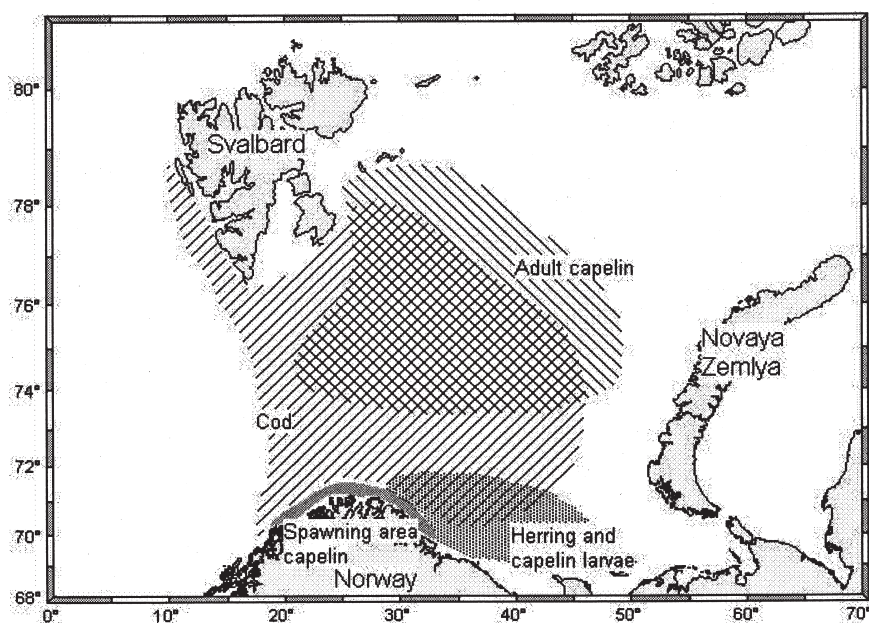 80°
78°
76°
74°
72°
70°
68°
Svalbard
Adult capelin
Novaya
Zemlya
Cod
Spawning area
capelin
Herring and
capelin larvae
Norway
0°
10°
20°
30°
40°
50°
60°
70°